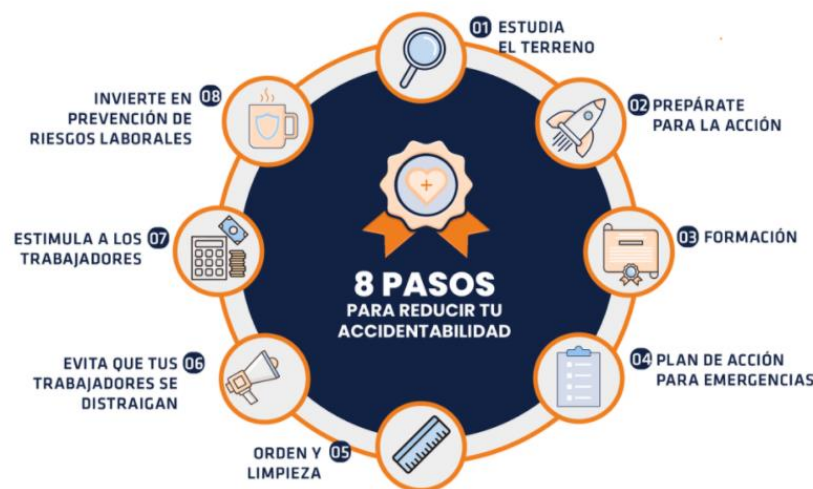 8 PASOS
PARA REDUCIR TU
ACCIDENTABILIDAD
01 ESTUDIA
EL TERRENO
02 PREPÁRATE
PARA LA ACCIÓN
03 FORMACIÓN
04 PLAN DE ACCIÓN
PARA EMERGENCIAS
ORDEN Y 05
LIMPIEZA
EVITA QUE TUS 06
TRABAJADORES SE
DISTRAIGAN
ESTIMULA A LOS 07
TRABAJADORES
INVIERTE EN 08
PREVENCIÓN DE
RIESGOS LABORALES